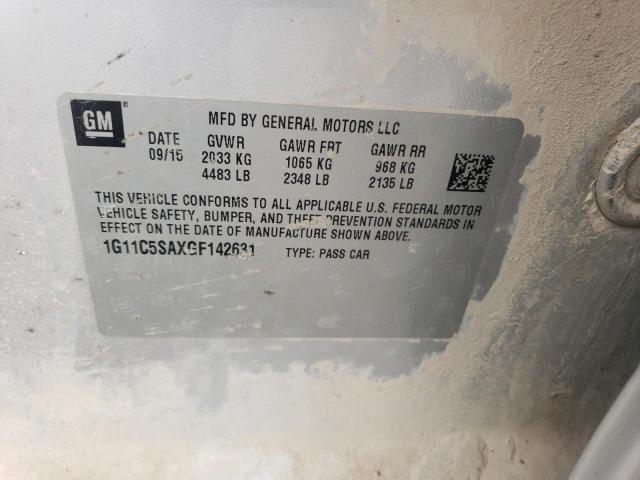 GM
MFD BY GENERAL MOTORS LLC
DATE GVWR GAWR FRT GAWR RR
09/15 2033 KG 1065 KG 968 KG
4483 LB 2348 LB 2135 LB
THIS VEHICLE CONFORMS TO ALL APPLICABLE U.S. FEDERAL MOTOR
VEHICLE SAFETY, BUMPER, AND THEFT PREVENTION STANDARDS IN
EFFECT ON THE DATE OF MANUFACTURE SHOWN ABOVE.
1G11C5SAXGF142631 TYPE: PASS CAR